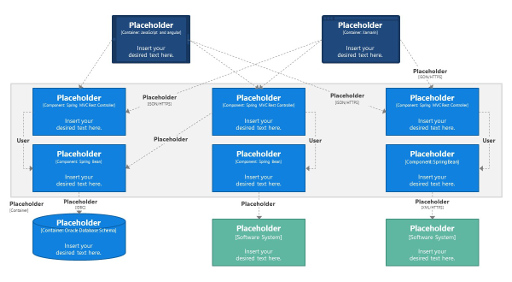 Placeholder
[Container: JavaScript and angular]
Insert your
desired text here.
Placeholder
[Container: Xamarin]
Insert your
desired text here.
Placeholder
[JSON/HTTPS]
Placeholder
[Component: Spring MVC Rest Controller]
Insert your
desired text here.
Placeholder
[JSON/HTTPS]
Placeholder
[Component: Spring MVC Rest Controller]
Insert your
desired text here.
Placeholder
[JSON/HTTPS]
Placeholder
[Component: Spring MVC Rest Controller]
Insert your
desired text here.
User
Placeholder
User
User
Placeholder
[Component: Spring Bean]
Insert your
desired text here.
Placeholder
[Component: Spring Bean]
Insert your
desired text here.
Placeholder
[Component:Spring Bean]
Insert your
desired text here.
Placeholder
[Container]
Placeholder
[JDBC]
Placeholder
Placeholder
[XML/HTTPS]
Placeholder
[Container: Oracle Database Schema]
Insert your
desired text here.
Placeholder
[Software System]
Insert your
desired text here.
Placeholder
[Software System]
Insert your
desired text here.